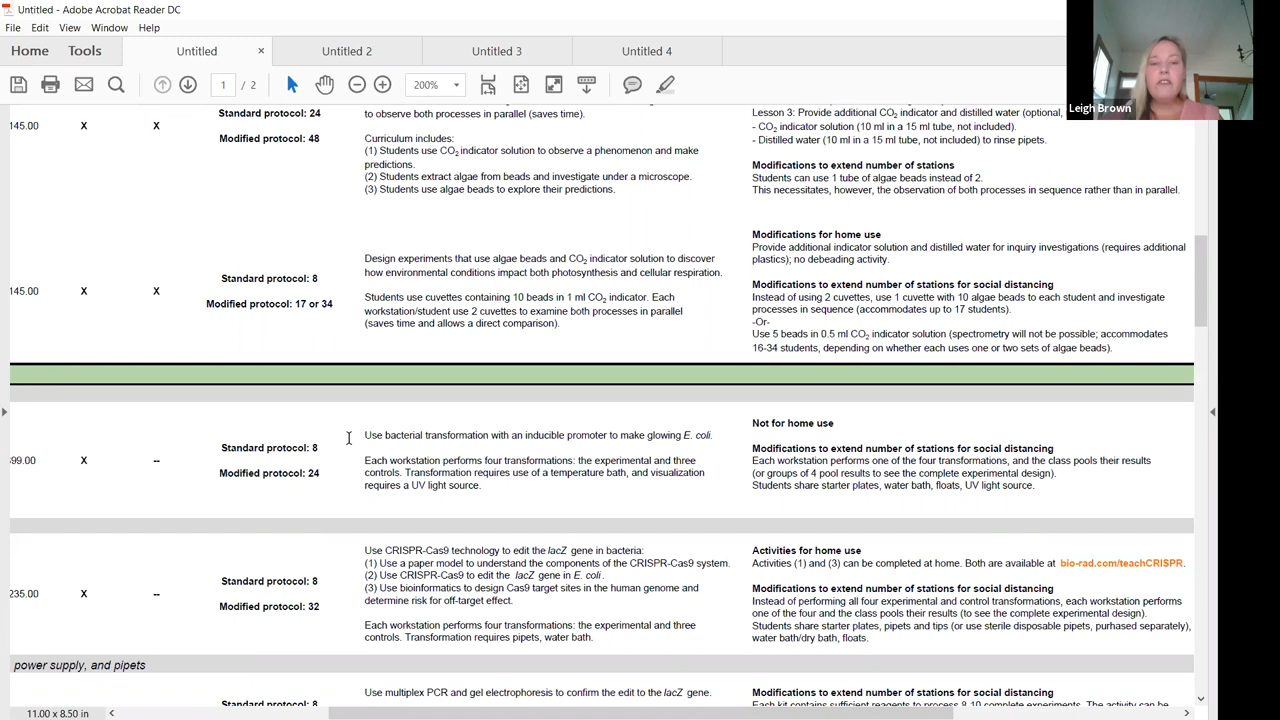 Untitled - Adobe Acrobat Reader DC
File Edit View Window Help
Home Tools Untitled × Untitled 2 Untitled 3 Untitled 4
1 / 2 200%
Leigh Brown
145.00 X X
Standard protocol: 24
Modified protocol: 48
to observe both processes in parallel (saves time).
Curriculum includes:
(1) Students use CO2 indicator solution to observe a phenomenon and make
predictions.
(2) Students extract algae from beads and investigate under a microscope.
(3) Students use algae beads to explore their predictions.
Lesson 3: Provide additional CO2 indicator and distilled water (optional,
- CO2 indicator solution (10 ml in a 15 ml tube, not included).
- Distilled water (10 ml in a 15 ml tube, not included) to rinse pipets.
Modifications to extend number of stations
Students can use 1 tube of algae beads instead of 2.
This necessitates, however, the observation of both processes in sequence rather than in parallel.
145.00 X X
Standard protocol: 8
Modified protocol: 17 or 34
Design experiments that use algae beads and CO2 indicator solution to discover
how environmental conditions impact both photosynthesis and cellular respiration.
Students use cuvettes containing 10 beads in 1 ml CO2 indicator. Each
workstation/student use 2 cuvettes to examine both processes in parallel
(saves time and allows a direct comparison).
Modifications for home use
Provide additional indicator solution and distilled water for inquiry investigations (requires additional
plastics); no debeading activity.
Modifications to extend number of stations for social distancing
Instead of using 2 cuvettes, use 1 cuvette with 10 algae beads to each student and investigate
processes in sequence (accommodates up to 17 students).
-Or-
Use 5 beads in 0.5 ml CO2 indicator solution (spectrometry will not be possible; accommodates
16-34 students, depending on whether each uses one or two sets of algae beads).
99.00 X --
Standard protocol: 8
Modified protocol: 24
Use bacterial transformation with an inducible promoter to make glowing E. coli.
Each workstation performs four transformations: the experimental and three
controls. Transformation requires use of a temperature bath, and visualization
requires a UV light source.
Not for home use
Modifications to extend number of stations for social distancing
Each workstation performs one of the four transformations, and the class pools their results
(or groups of 4 pool results to see the complete experimental design).
Students share starter plates, water bath, floats, UV light source.
235.00 X --
Standard protocol: 8
Modified protocol: 32
Use CRISPR-Cas9 technology to edit the lacZ gene in bacteria:
(1) Use a paper model to understand the components of the CRISPR-Cas9 system.
(2) Use CRISPR-Cas9 to edit the lacZ gene in E. coli.
(3) Use bioinformatics to design Cas9 target sites in the human genome and
determine risk for off-target effect.
Each workstation performs four transformations: the experimental and three
controls. Transformation requires pipets, water bath.
Activities for home use
Activities (1) and (3) can be completed at home. Both are available at bio-rad.com/teachCRISPR.
Modifications to extend number of stations for social distancing
Instead of performing all four experimental and control transformations, each workstation performs
one of the four and the class pools their results (to see the complete experimental design).
Students share starter plates, pipets and tips (or use sterile disposable pipets, purhased separately),
water bath/dry bath, floats.
power supply, and pipets
Standard protocol: 8
Use multiplex PCR and gel electrophoresis to confirm the edit to the lacZ gene.
Modifications to extend number of stations for social distancing
Each kit contains sufficient reagents to process 8-10 complete experiments. The activity can be
11.00 x 8.50 in